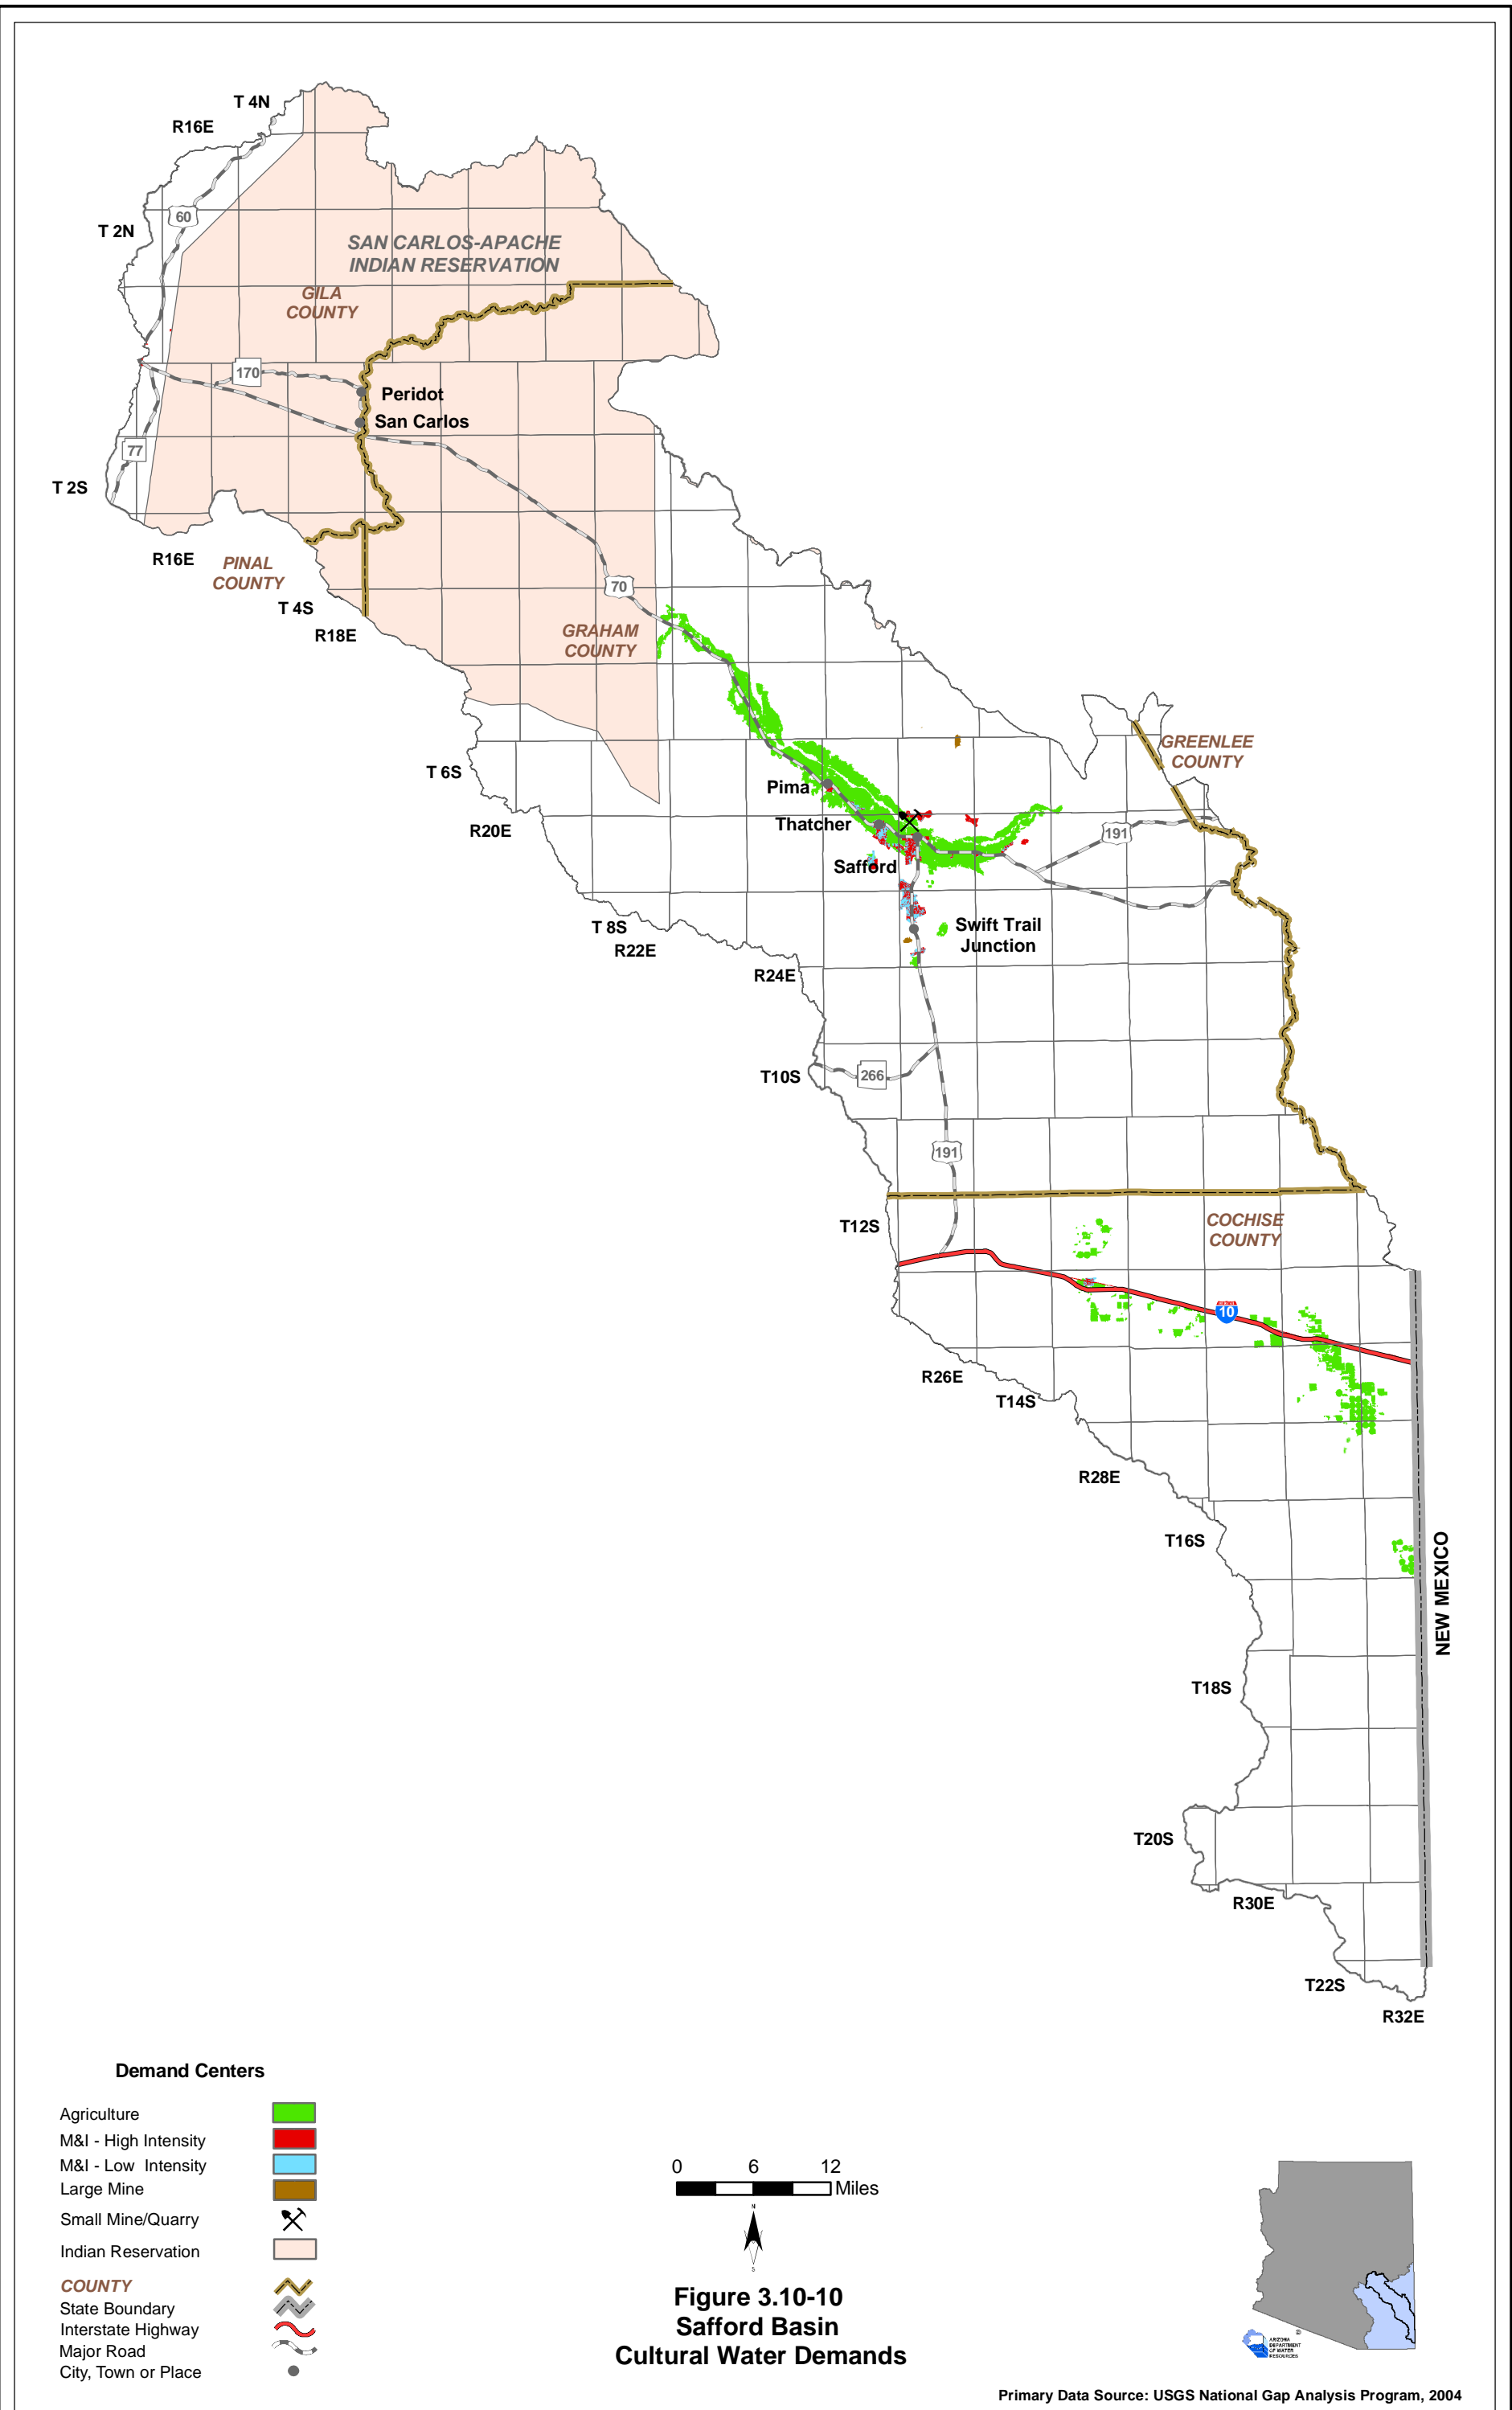 T 4N
R16E
60
T 2N
SAN CARLOS-APACHE
INDIAN RESERVATION
GILA
COUNTY
170
Peridot
San Carlos
77
T 2S
R16E
PINAL
COUNTY
70
T 4S
R18E
GRAHAM
COUNTY
GREENLEE
COUNTY
T 6S
Pima
R20E
Thatcher
191
Safford
T 8S
Swift Trail
Junction
R22E
R24E
T10S
266
191
T12S
COCHISE
COUNTY
10
R26E
T14S
R28E
T16S
NEW MEXICO
T18S
T20S
R30E
T22S
R32E
Demand Centers
Agriculture
M&I - High Intensity
M&I - Low Intensity
Large Mine
Small Mine/Quarry
Indian Reservation
COUNTY
State Boundary
Interstate Highway
Major Road
City, Town or Place
0 6 12
Miles
N
S
Figure 3.10-10
Safford Basin
Cultural Water Demands
ARIZONA
DEPARTMENT
OF WATER
RESOURCES
Primary Data Source: USGS National Gap Analysis Program, 2004